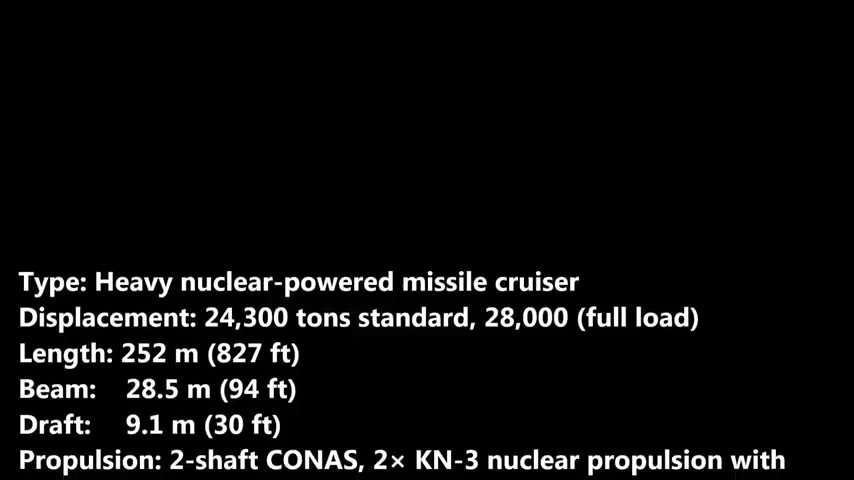 Type: Heavy nuclear-powered missile cruiser
Displacement: 24,300 tons standard, 28,000 (full load)
Length: 252 m (827 ft)
Beam: 28.5 m (94 ft)
Draft: 9.1 m (30 ft)
Propulsion: 2-shaft CONAS, 2× KN-3 nuclear propulsion with